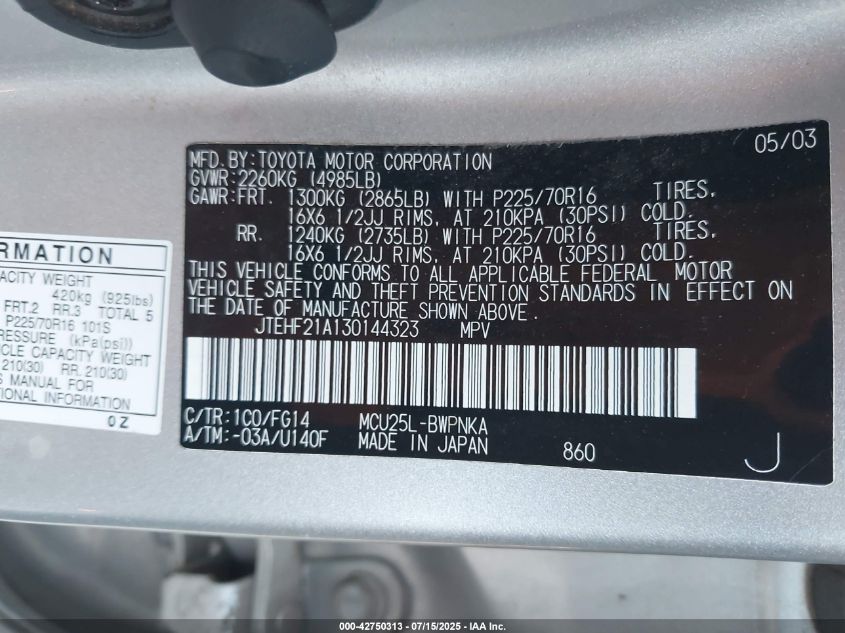 05/03
MFD. BY: TOYOTA MOTOR CORPORATION
GVWR: 2260KG (4985LB)
GAWR: FRT. 1300KG (2865LB) WITH P225/70R16 TIRES,
16X6 1/2JJ RIMS, AT 210KPA (30PSI) COLD.
RR. 1240KG (2735LB) WITH P225/70R16 TIRES,
16X6 1/2JJ RIMS, AT 210KPA (30PSI) COLD.
THIS VEHICLE CONFORMS TO ALL APPLICABLE FEDERAL MOTOR
VEHICLE SAFETY AND THEFT PREVENTION STANDARDS IN EFFECT ON
THE DATE OF MANUFACTURE SHOWN ABOVE.
JTEHF21A130144323 MPV
C/TR: 1C0/FG14 MCU25L-BWPNKA
A/TM: -03A/U140F MADE IN JAPAN 860
J
RMATION
ACITY WEIGHT
420kg (925lbs)
FRT.2 RR.3 TOTAL 5
P225/70R16 101S
RESSURE (kPa(psi))
LE CAPACITY WEIGHT
210(30) RR. 210(30)
S MANUAL FOR
IONAL INFORMATION
0Z
000-42750313 - 07/15/2025 - IAA Inc.